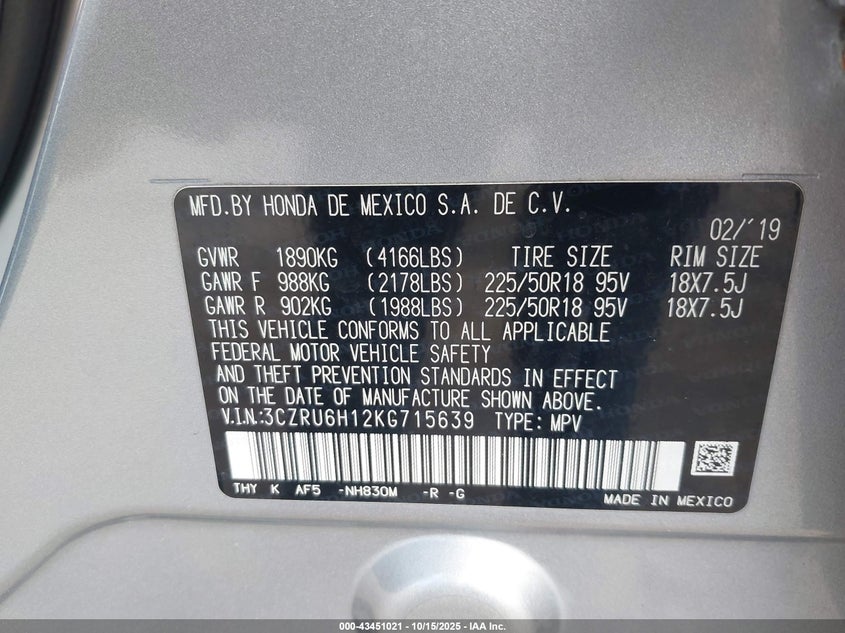 MFD.BY HONDA DE MEXICO S.A. DE C.V.
02/'19
GVWR 1890KG (4166LBS) TIRE SIZE RIM SIZE
GAWR F 988KG (2178LBS) 225/50R18 95V 18X7.5J
GAWR R 902KG (1988LBS) 225/50R18 95V 18X7.5J
THIS VEHICLE CONFORMS TO ALL APPLICABLE
FEDERAL MOTOR VEHICLE SAFETY
AND THEFT PREVENTION STANDARDS IN EFFECT
ON THE DATE OF MANUFACTURE SHOWN ABOVE.
V.I.N.:3CZRU6H12KG715639 TYPE: MPV
THY K AF5 -NH830M -R -G
MADE IN MEXICO
000-43451021 | 10/15/2025 | IAA Inc.